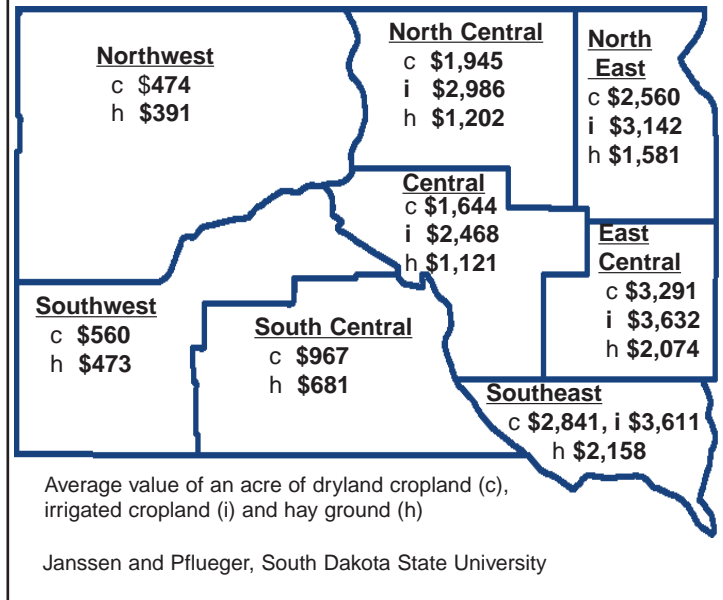 Northwest
c $474
h $391
North Central
c $1,945
i $2,986
h $1,202
North
East
c $2,560
i $3,142
h $1,581
Central
c $1,644
i $2,468
h $1,121
East
Central
c $3,291
i $3,632
h $2,074
Southwest
c $560
h $473
South Central
c $967
h $681
Southeast
c $2,841, i $3,611
h $2,158
Average value of an acre of dryland cropland (c),
irrigated cropland (i) and hay ground (h)
Janssen and Pflueger, South Dakota State University